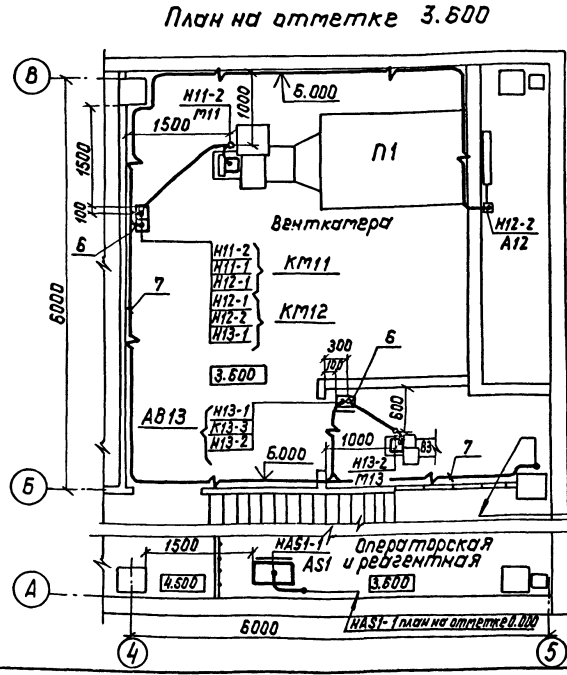 План на отметке 3.600
В
Н11-2
М11
6.000
1000
1500
1500
П1
100
Венткамера
Н12-2
А12
6
Н11-2
Н11-1
Н12-1
КМ11
7
Н12-1
Н12-2
Н13-1
КМ12
6000
300
6
3.600
100
600
АВ13
Н13-1
К13-3
Н13-2
6.000
1000
В3
Н13-2
М13
7
Б
1500
НАS1-1
АS1
Операторская
и реагентная
4.500
3.600
А
НАS1-1 план на отметке 0.000
6000
4
5